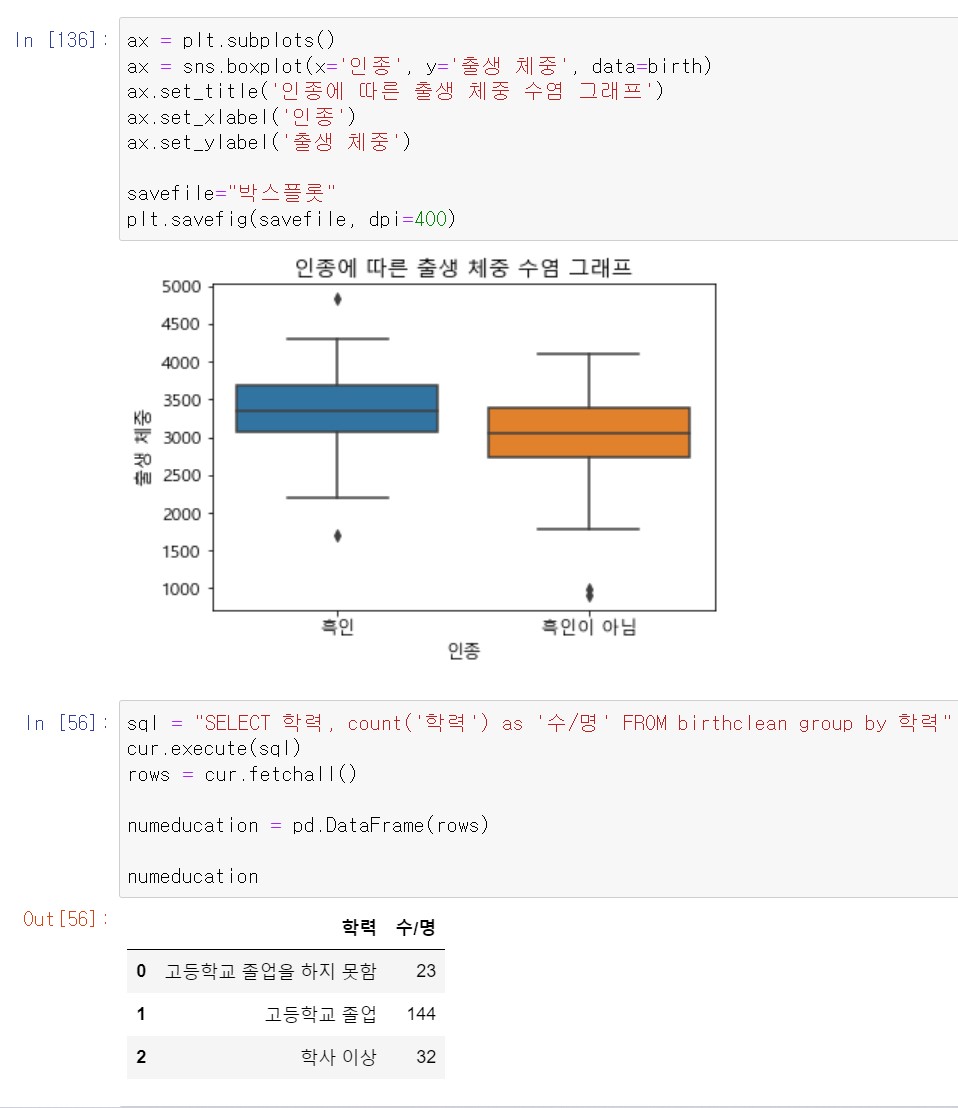 In [136]:
ax = plt.subplots()
ax = sns.boxplot(x='인종', y='출생 체중', data=birth)
ax.set_title('인종에 따른 출생 체중 수염 그래프')
ax.set_xlabel('인종')
ax.set_ylabel('출생 체중')
savefile="박스플롯"
plt.savefig(savefile, dpi=400)
인종에 따른 출생 체중 수염 그래프
5000
4500
4000
3500
3000
2500
2000
1500
1000
출생 체중
흑인 흑인이 아님
인종
In [56]:
sql = "SELECT 학력, count('학력') as '수/명' FROM birthclean group by 학력"
cur.execute(sql)
rows = cur.fetchall()
numeducation = pd.DataFrame(rows)
numeducation
Out[56]:
학력 수/명
0 고등학교 졸업을 하지 못함 23
1 고등학교 졸업 144
2 학사 이상 32